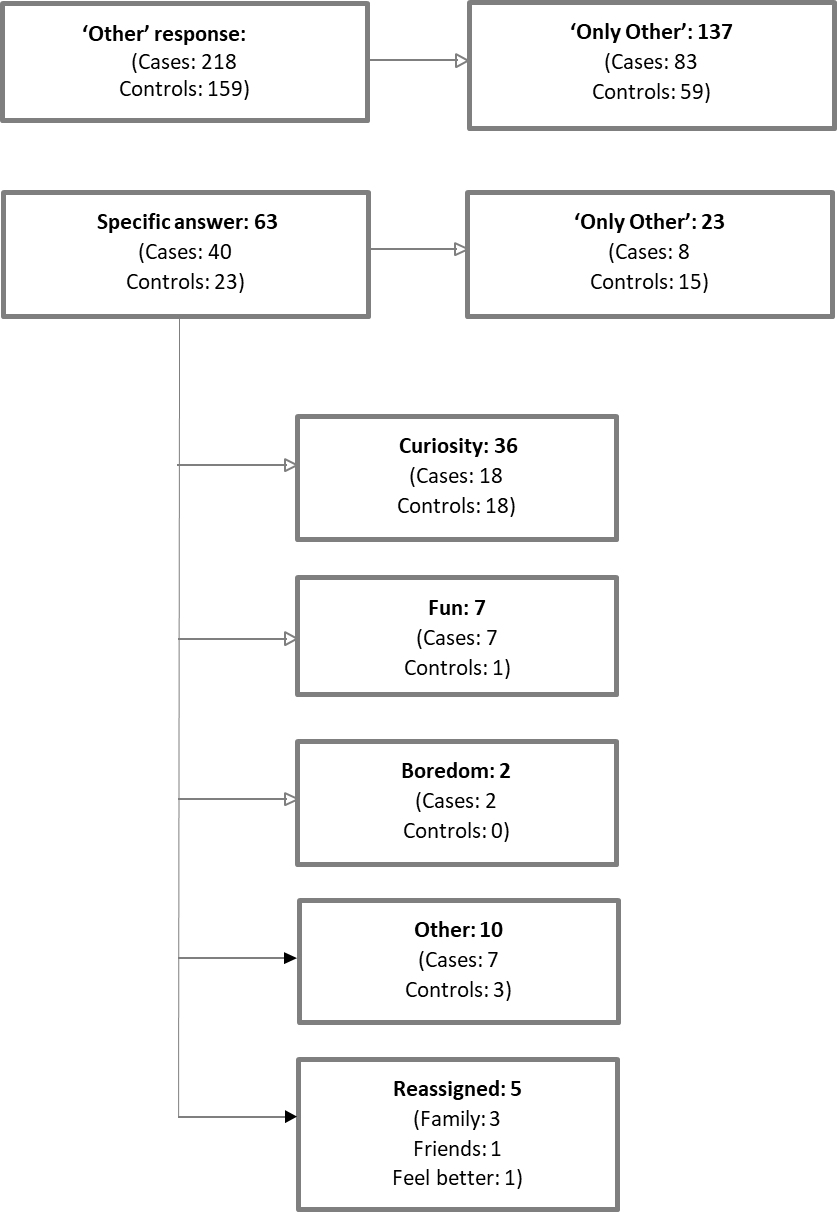 ‘Other’ response:
(Cases: 218
Controls: 159)
‘Only Other’: 137
(Cases: 83
Controls: 59)
Specific answer: 63
(Cases: 40
Controls: 23)
‘Only Other’: 23
(Cases: 8
Controls: 15)
Curiosity: 36
(Cases: 18
Controls: 18)
Fun: 7
(Cases: 7
Controls: 1)
Boredom: 2
(Cases: 2
Controls: 0)
Other: 10
(Cases: 7
Controls: 3)
Reassigned: 5
(Family: 3
Friends: 1
Feel better: 1)